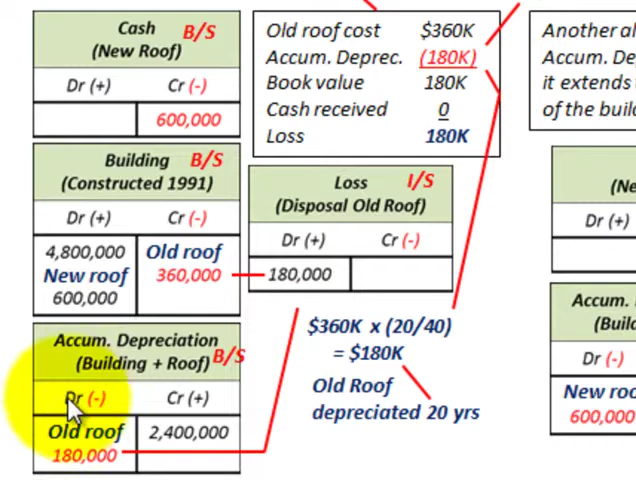 Cash B/S
(New Roof)
Dr (+) Cr (-)
600,000
Building B/S
(Constructed 1991)
Dr (+) Cr (-)
4,800,000 Old roof
New roof 360,000
600,000
Accum. Depreciation
(Building + Roof) B/S
Dr (-) Cr (+)
Old roof 2,400,000
180,000
Old roof cost $360K
Accum. Deprec. (180K)
Book value 180K
Cash received 0
Loss 180K
Loss I/S
(Disposal Old Roof)
Dr (+) Cr (-)
180,000
$360K x (20/40)
= $180K
Old Roof
depreciated 20 yrs
Another al
Accum. De
it extends
of the build
(Ne
Dr (+)
Accum.
(Buil
Dr (-)
New roo
600,000